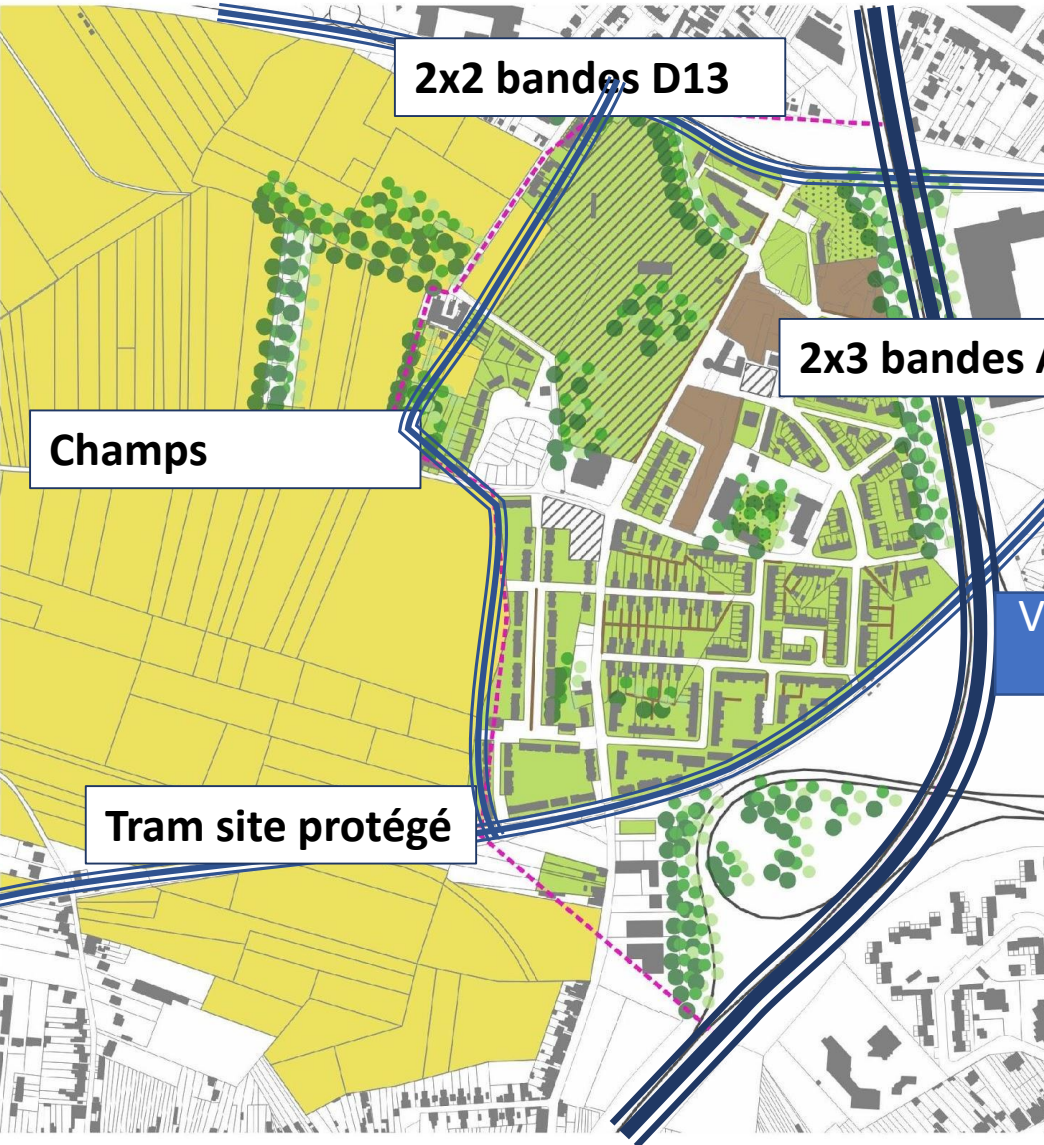 2x2 bandes D13
2x3 bandes A
Champs
V
Tram site protégé